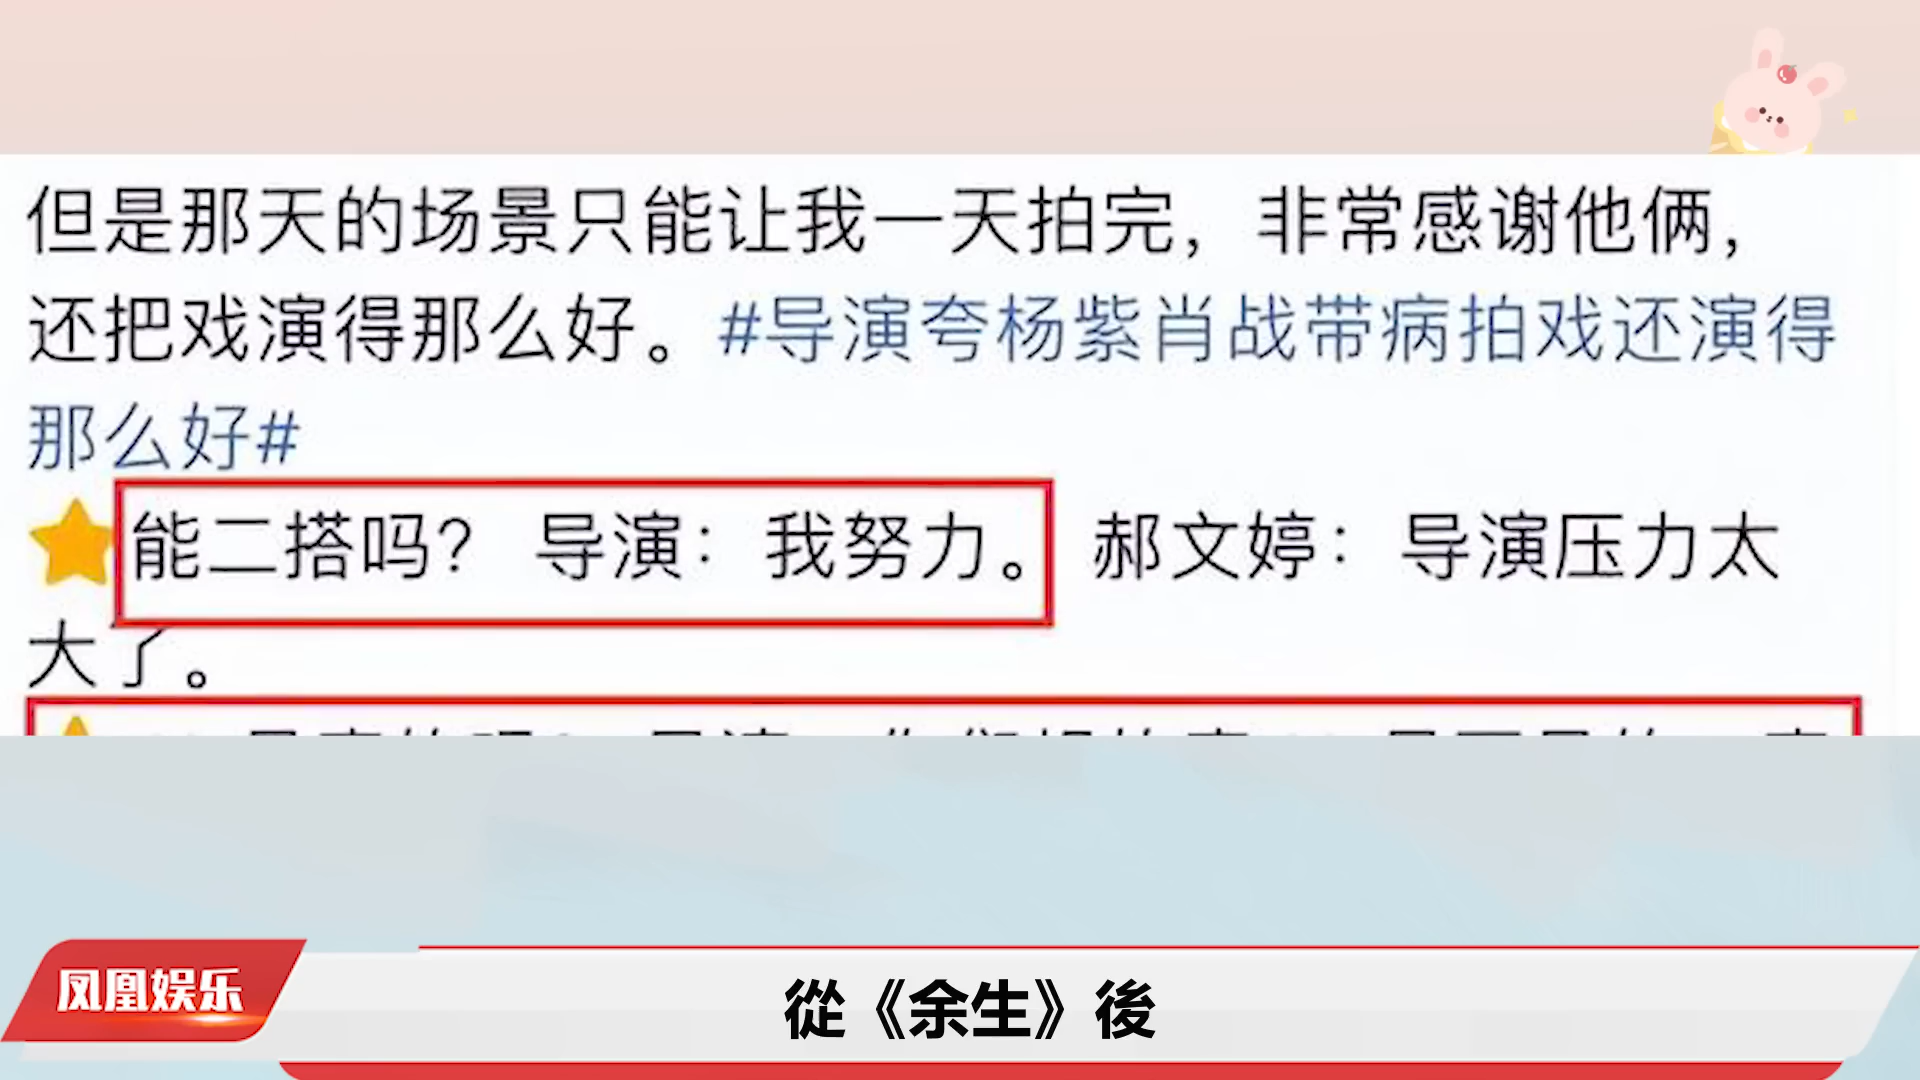 但是那天的场景只能让我一天拍完，非常感谢他俩，
还把戏演得那么好。#导演夸杨紫肖战带病拍戏还演得
那么好#
能二搭吗？ 导演：我努力。 郝文婷：导演压力太
大了。
凤凰娱乐
從《余生》後